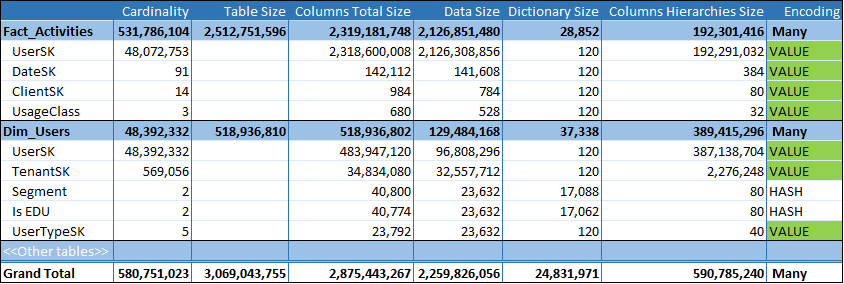 Cardinality Table Size Columns Total Size Data Size Dictionary Size Columns Hierarchies Size Encoding
Fact_Activities 531,786,104 2,512,751,596 2,319,181,748 2,126,851,480 28,852 192,301,416 Many
UserSK 48,072,753 2,318,600,008 2,126,308,856 120 192,291,032 VALUE
DateSK 91 142,112 141,608 120 384 VALUE
ClientSK 14 984 784 120 80 VALUE
UsageClass 3 680 528 120 32 VALUE
Dim_Users 48,392,332 518,936,810 518,936,802 129,484,168 37,338 389,415,296 Many
UserSK 48,392,332 483,947,120 96,808,296 120 387,138,704 VALUE
TenantSK 569,056 34,834,080 32,557,712 120 2,276,248 VALUE
Segment 2 40,800 23,632 17,088 80 HASH
Is EDU 2 40,774 23,632 17,062 80 HASH
UserTypeSK 5 23,792 23,632 120 40 VALUE
<<Other tables>>
Grand Total 580,751,023 3,069,043,755 2,875,443,267 2,259,826,056 24,831,971 590,785,240 Many